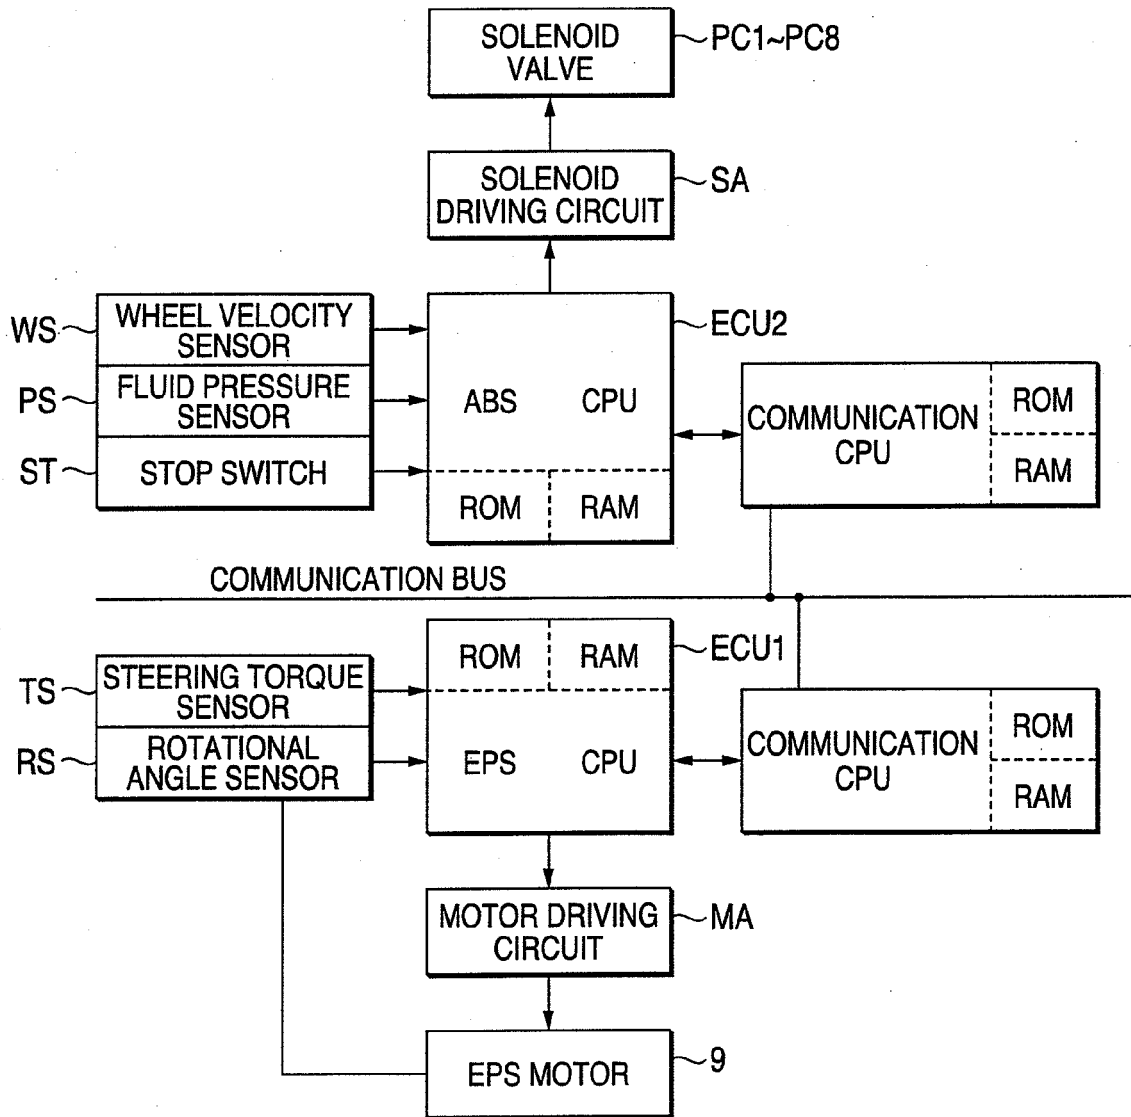 SOLENOID
VALVE
PC1~PC8
SOLENOID
DRIVING CIRCUIT
SA
WS
WHEEL VELOCITY
SENSOR
ECU2
PS
FLUID PRESSURE
SENSOR
ABS CPU
COMMUNICATION
CPU
ROM
RAM
ST
STOP SWITCH
ROM RAM
COMMUNICATION BUS
ROM RAM
ECU1
TS
STEERING TORQUE
SENSOR
RS
ROTATIONAL
ANGLE SENSOR
EPS CPU
COMMUNICATION
CPU
ROM
RAM
MOTOR DRIVING
CIRCUIT
MA
EPS MOTOR
9